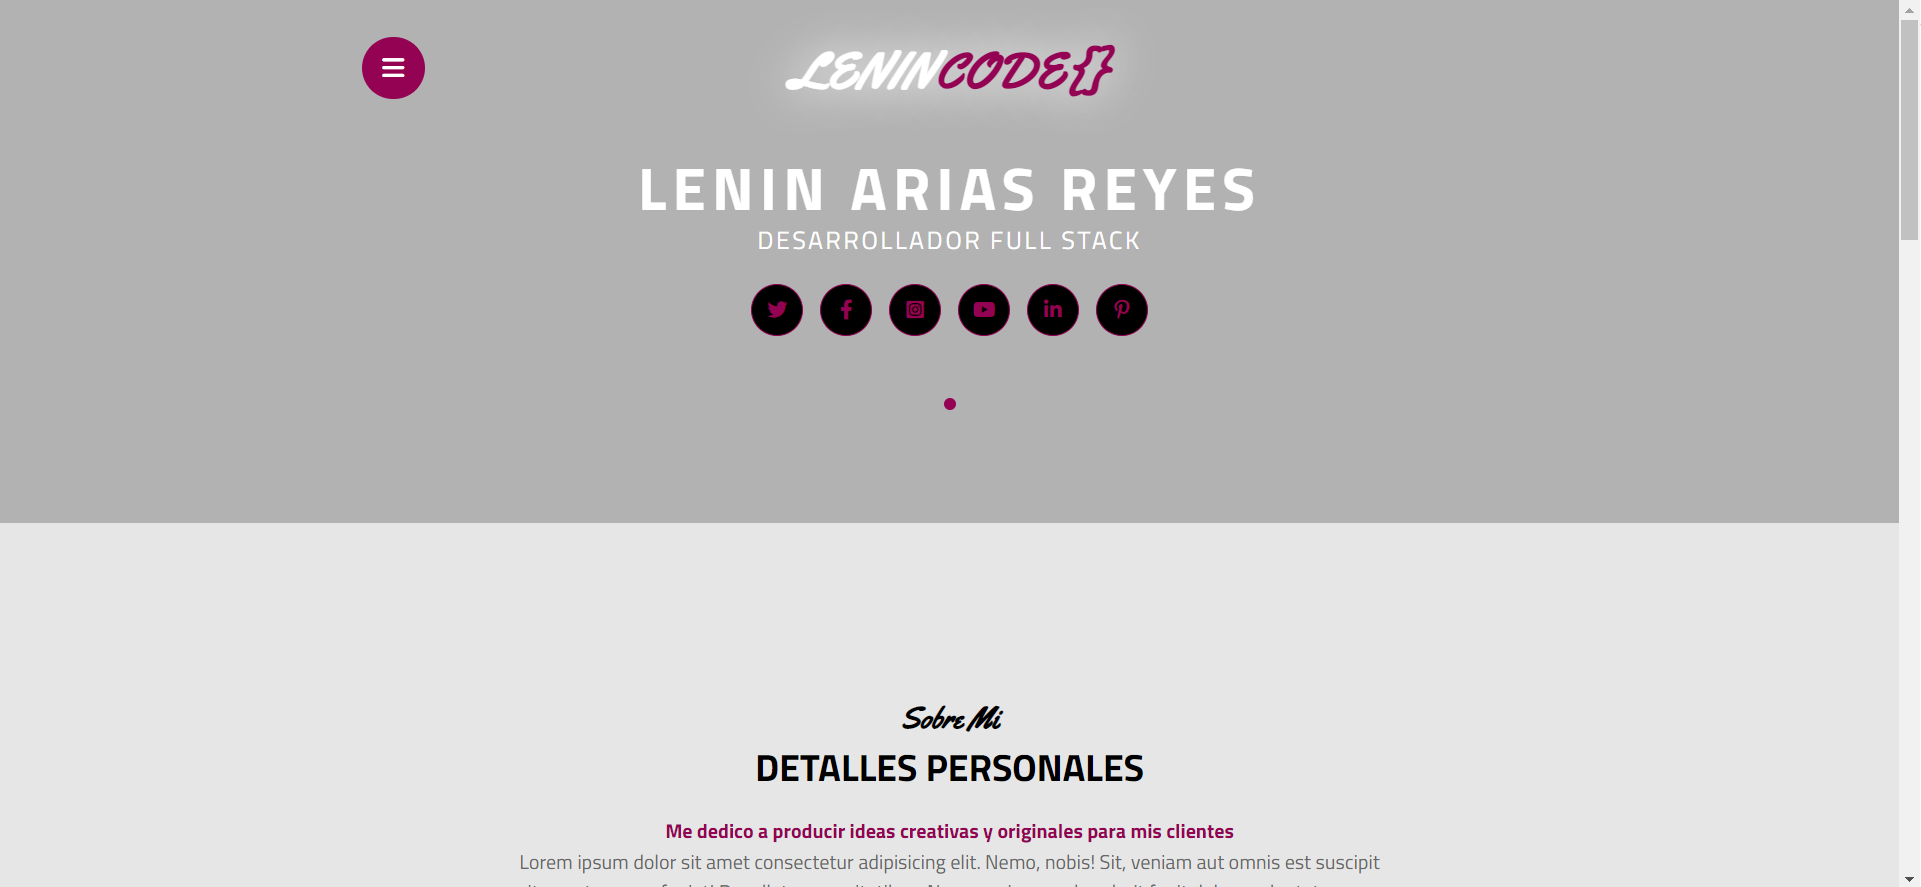 LENINCODE{}
LENIN ARIAS REYES
DESARROLLADOR FULL STACK
in
Sobre Mi
DETALLES PERSONALES
Me dedico a producir ideas creativas y originales para mis clientes
Lorem ipsum dolor sit amet consectetur adipisicing elit. Nemo, nobis! Sit, veniam aut omnis est suscipit